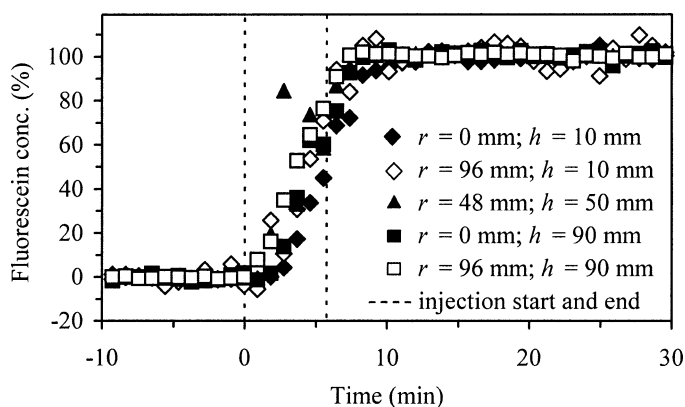 Fluorescein conc. (%)
120
100
80
60
40
20
0
-20
r = 0 mm; h = 10 mm
r = 96 mm; h = 10 mm
r = 48 mm; h = 50 mm
r = 0 mm; h = 90 mm
r = 96 mm; h = 90 mm
injection start and end
-10
0
10
20
30
Time (min)